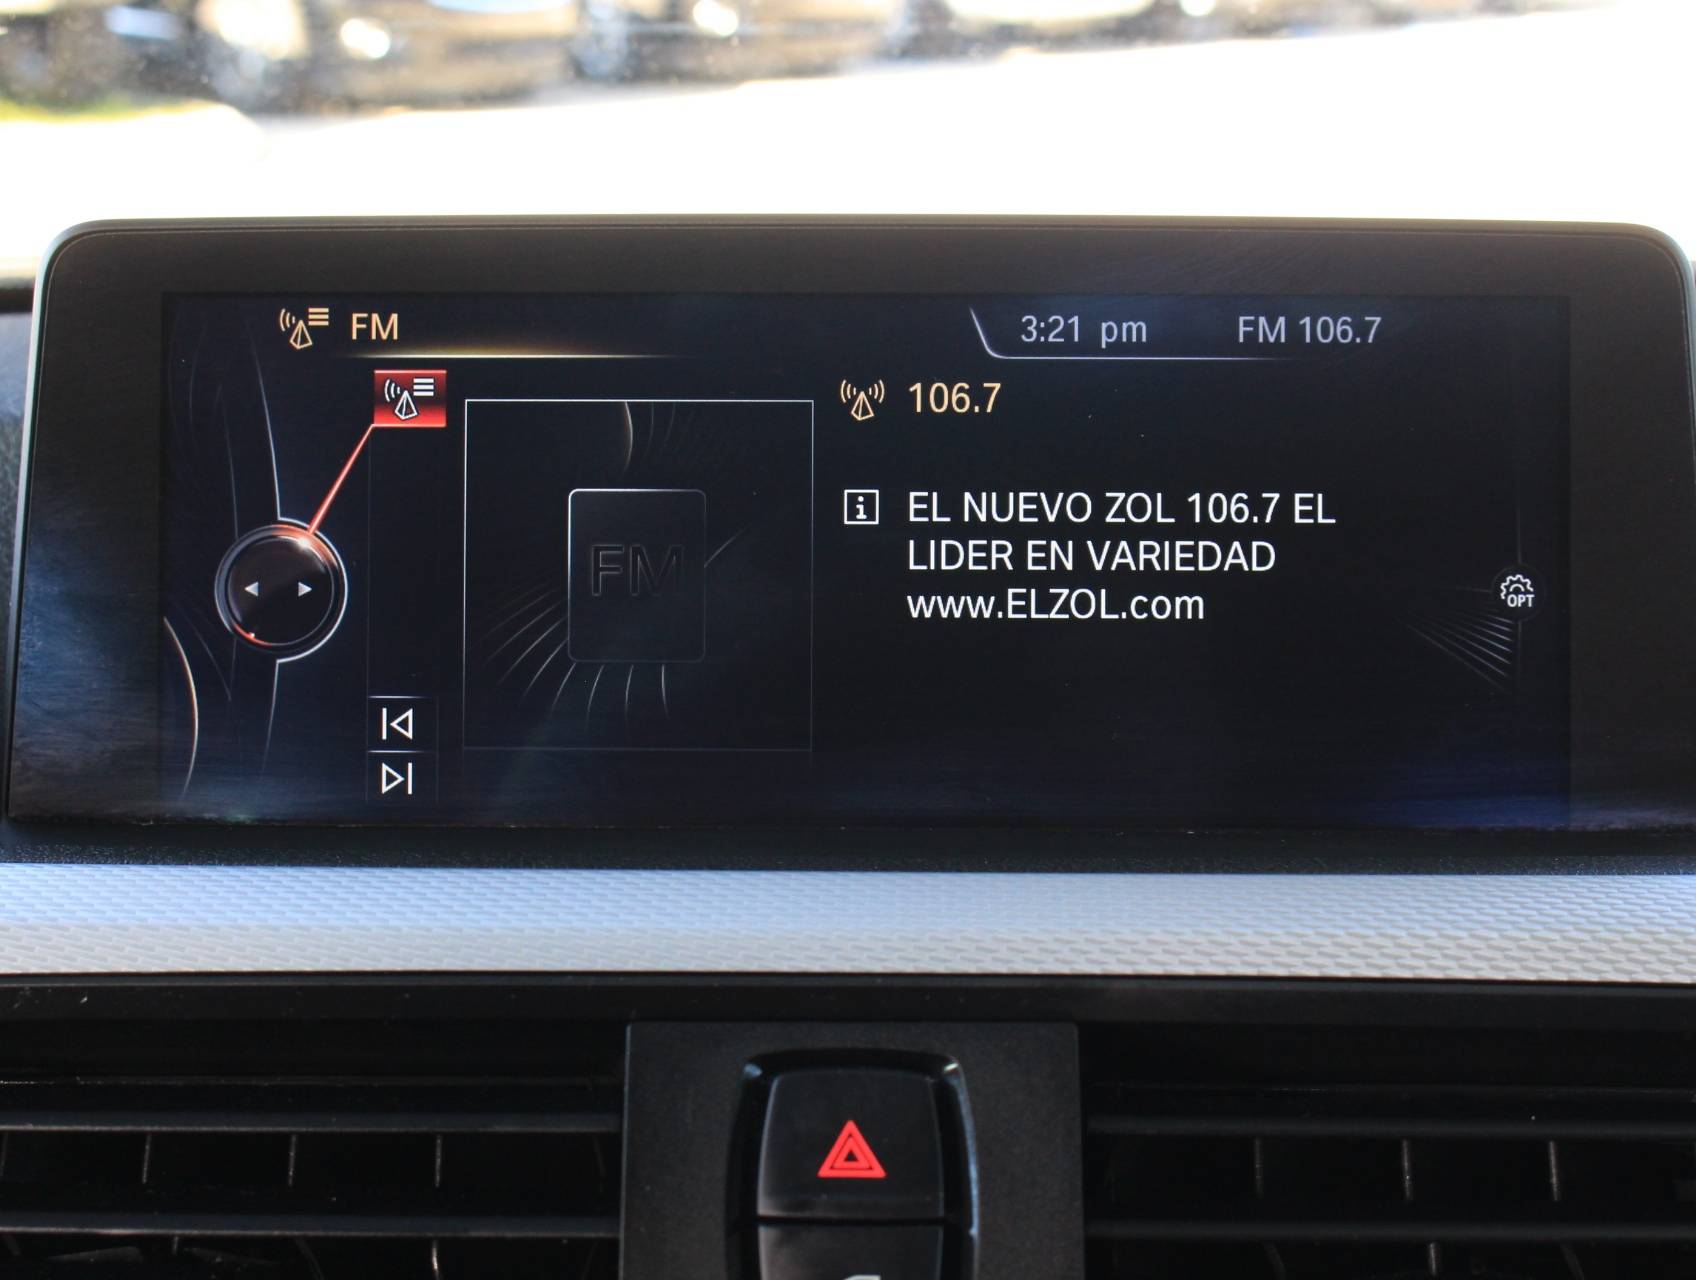 FM
3:21 pm
FM 106.7
106.7
EL NUEVO ZOL 106.7 EL
LIDER EN VARIEDAD
www.ELZOL.com
FM
OPT